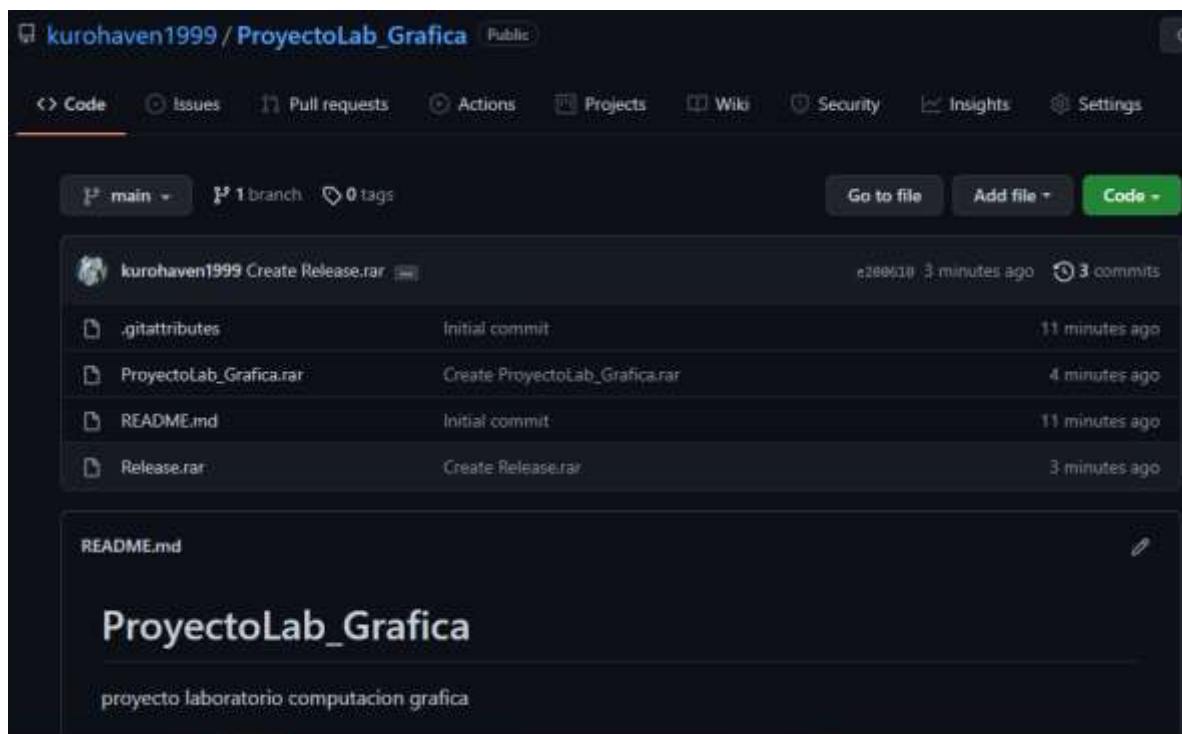 kurohaven1999 / ProyectoLab_Grafica Public
<> Code Issues Pull requests Actions Projects Wiki Security Insights Settings
main 1 branch 0 tags Go to file Add file Code
kurohaven1999 Create Release.rar ... e200610 3 minutes ago 3 commits
.gitattributes Initial commit 11 minutes ago
ProyectoLab_Grafica.rar Create ProyectoLab_Grafica.rar 4 minutes ago
README.md Initial commit 11 minutes ago
Release.rar Create Release.rar 3 minutes ago
README.md
ProyectoLab_Grafica
proyecto laboratorio computacion grafica